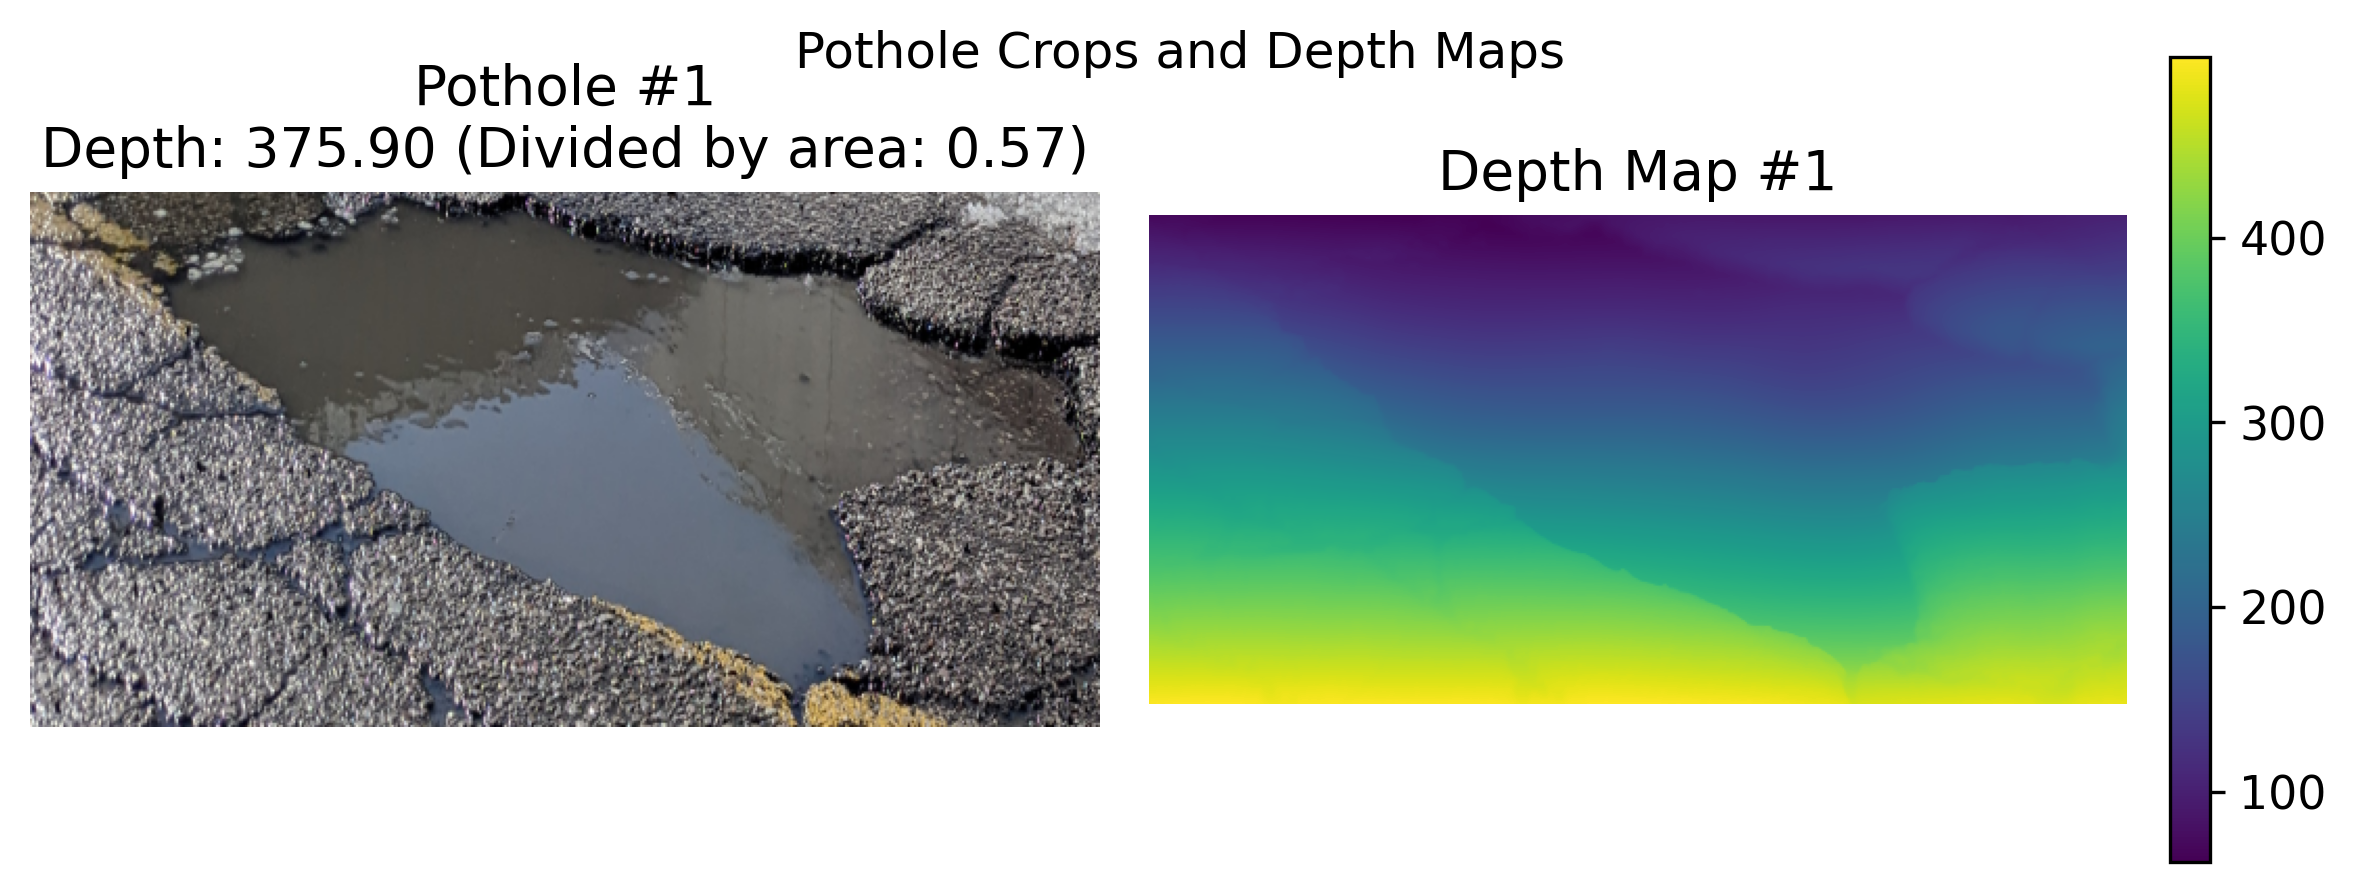 Pothole Crops and Depth Maps
Pothole #1
Depth: 375.90 (Divided by area: 0.57)
Depth Map #1
400
300
200
100